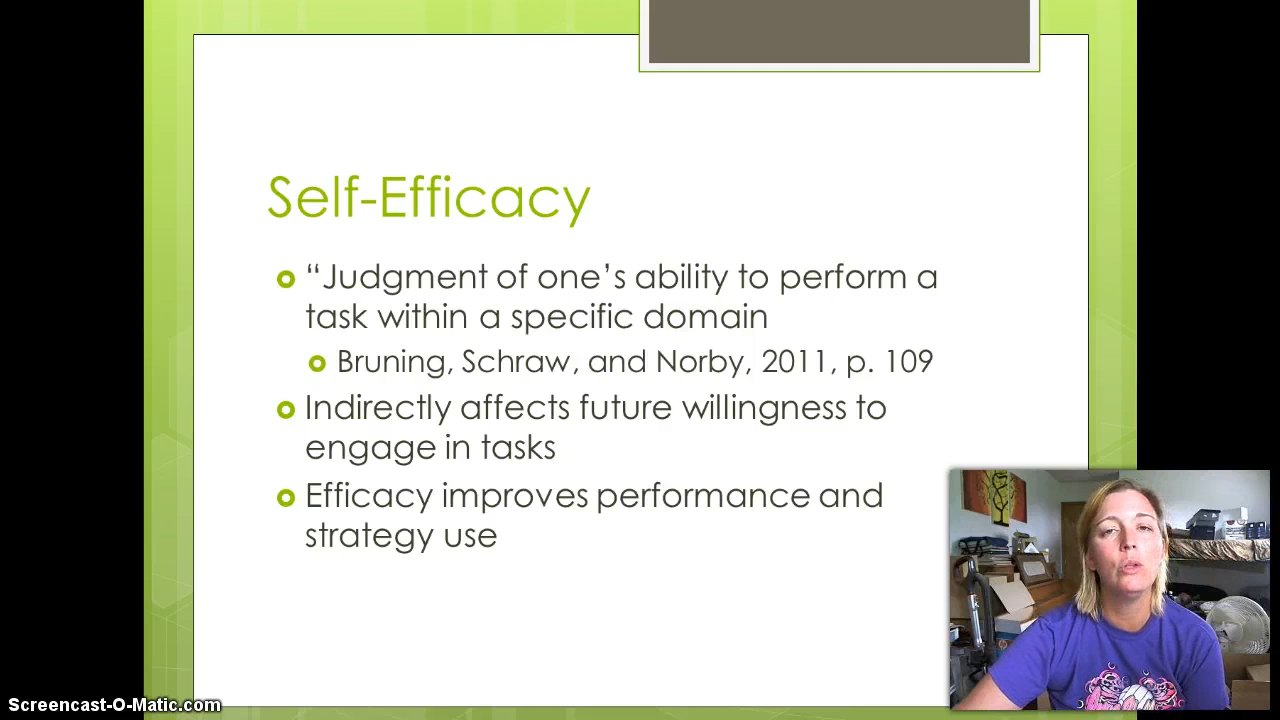 Self-Efficacy
“Judgment of one’s ability to perform a
task within a specific domain
Bruning, Schraw, and Norby, 2011, p. 109
Indirectly affects future willingness to
engage in tasks
Efficacy improves performance and
strategy use
Screencast-O-Matic.com